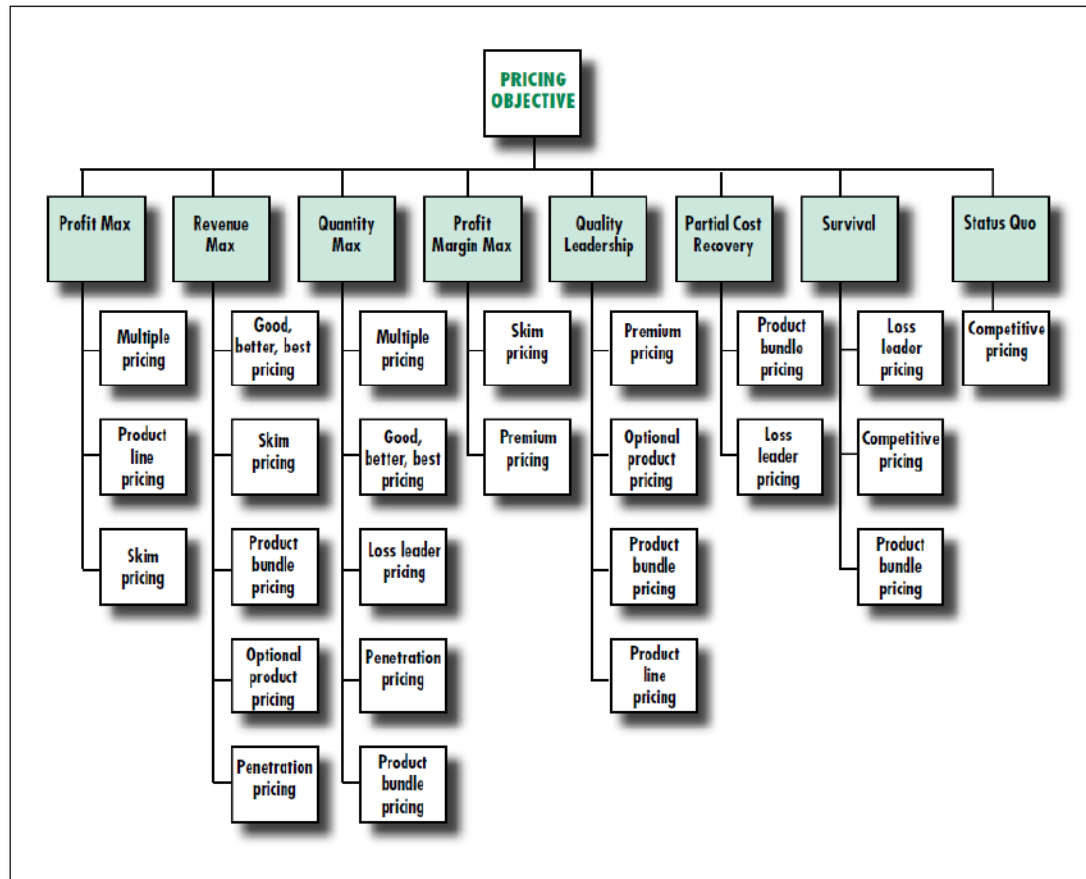 PRICING
OBJECTIVE
Profit Max
Revenue
Max
Quantity
Max
Profit
Margin Max
Quality
Leadership
Partial Cost
Recovery
Survival
Status Quo
Multiple
pricing
Product
line
pricing
Skim
pricing
Good,
better, best
pricing
Skim
pricing
Product
bundle
pricing
Optional
product
pricing
Penetration
pricing
Multiple
pricing
Good,
better, best
pricing
Loss leader
pricing
Penetration
pricing
Product
bundle
pricing
Skim
pricing
Premium
pricing
Premium
pricing
Optional
product
pricing
Product
bundle
pricing
Product
line
pricing
Product
bundle
pricing
Loss
leader
pricing
Loss
leader
pricing
Competitive
pricing
Product
bundle
pricing
Competitive
pricing